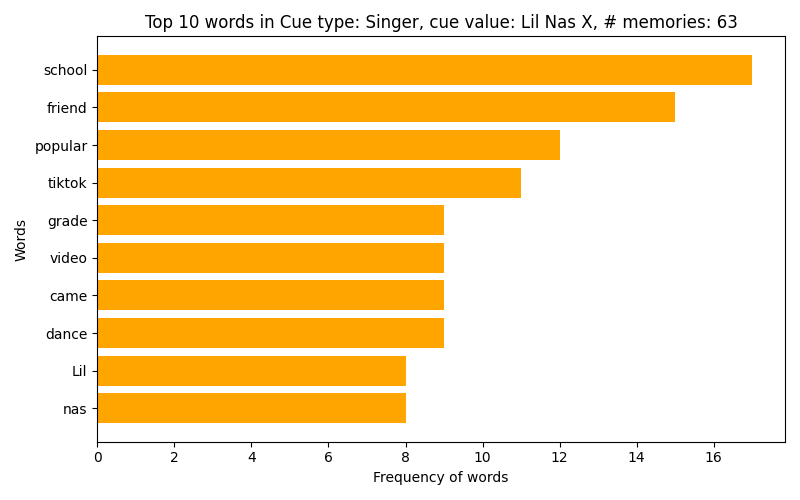 Top 10 words in Cue type: Singer, cue value: Lil Nas X, # memories: 63
school
friend
popular
tiktok
grade
video
came
dance
Lil
nas
Words
0 2 4 6 8 10 12 14 16
Frequency of words